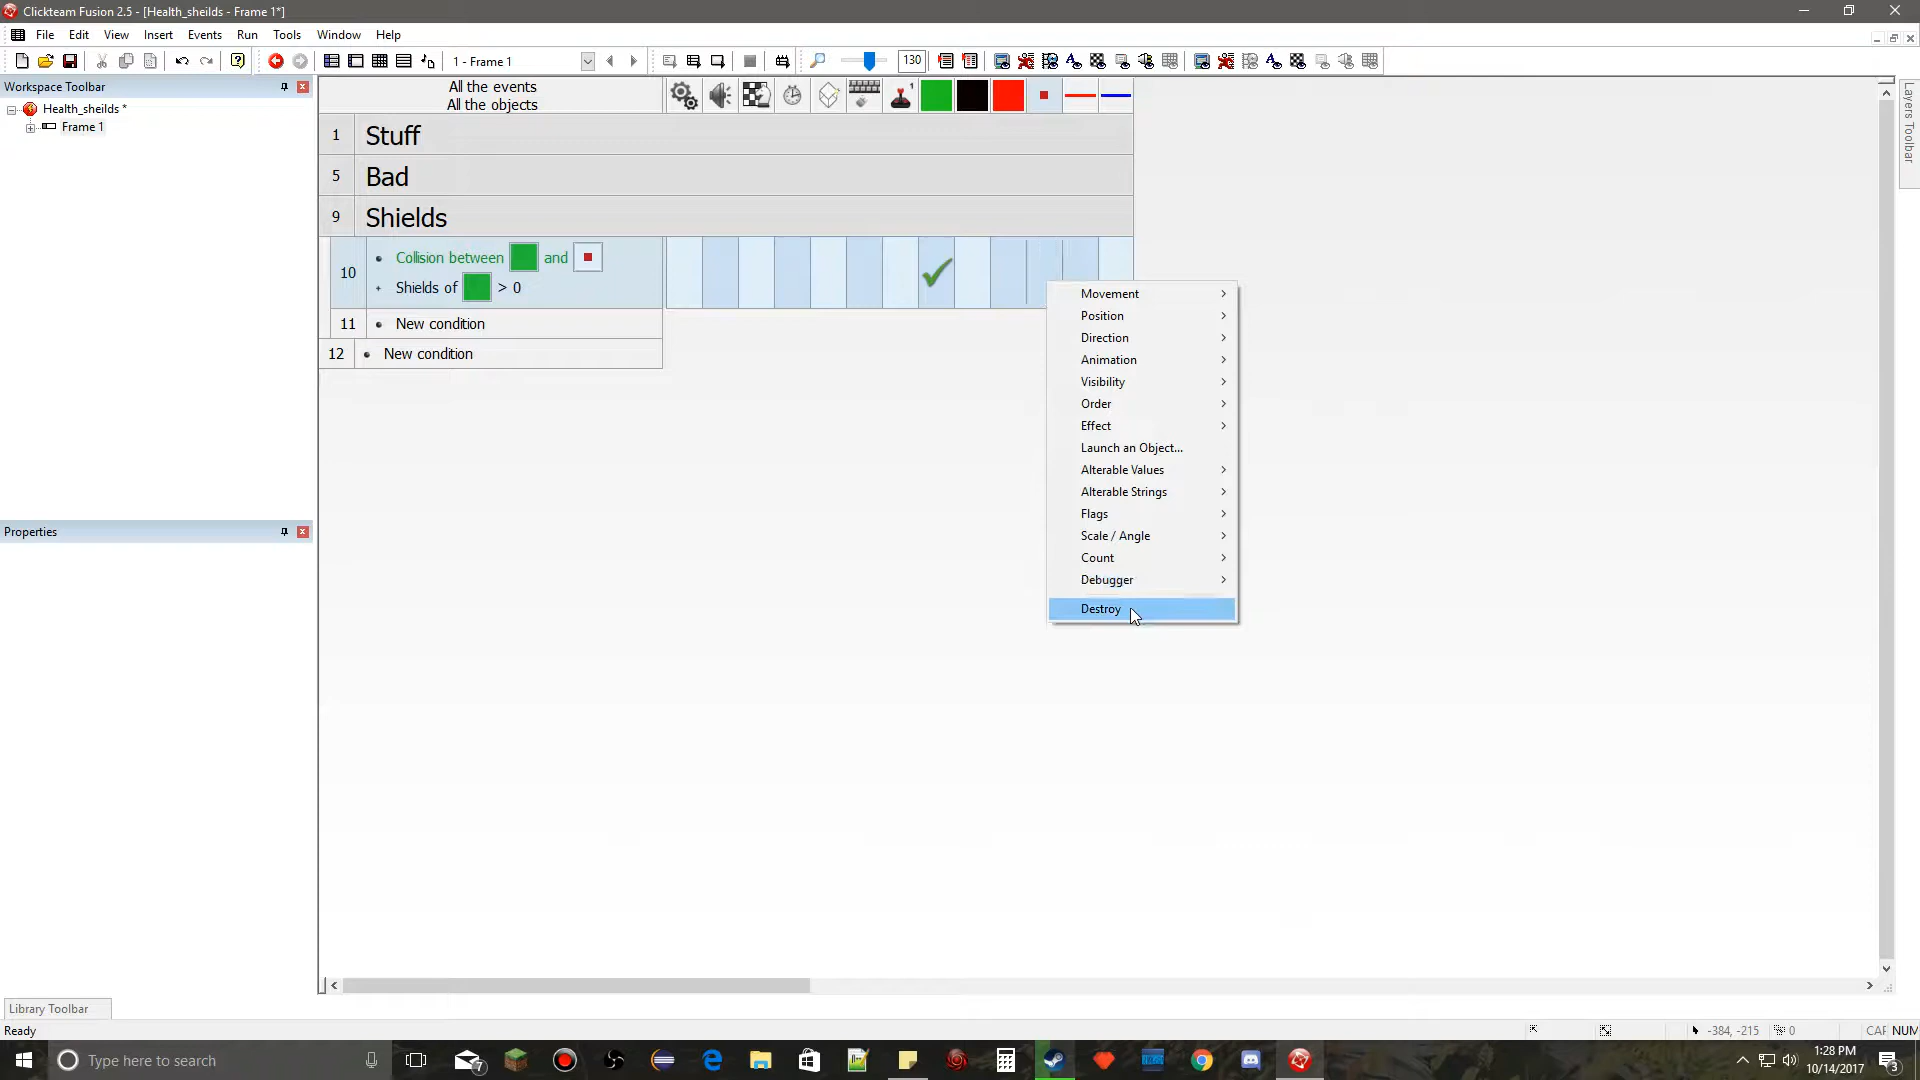 Clickteam Fusion 2.5 - [Health_sheilds - Frame 1*]
File Edit View Insert Events Run Tools Window Help
1 - Frame 1
130
Workspace Toolbar
Health_sheilds *
Frame 1
Properties
Library Toolbar
Layers Toolbar
All the events
All the objects
1
1 Stuff
5 Bad
9 Shields
10 • Collision between and
+ Shields of > 0
11 • New condition
12 • New condition
Movement
Position
Direction
Animation
Visibility
Order
Effect
Launch an Object...
Alterable Values
Alterable Strings
Flags
Scale / Angle
Count
Debugger
Destroy
Ready
-384, -215
0
CAP NUM
Type here to search
7
1:28 PM
10/14/2017
3